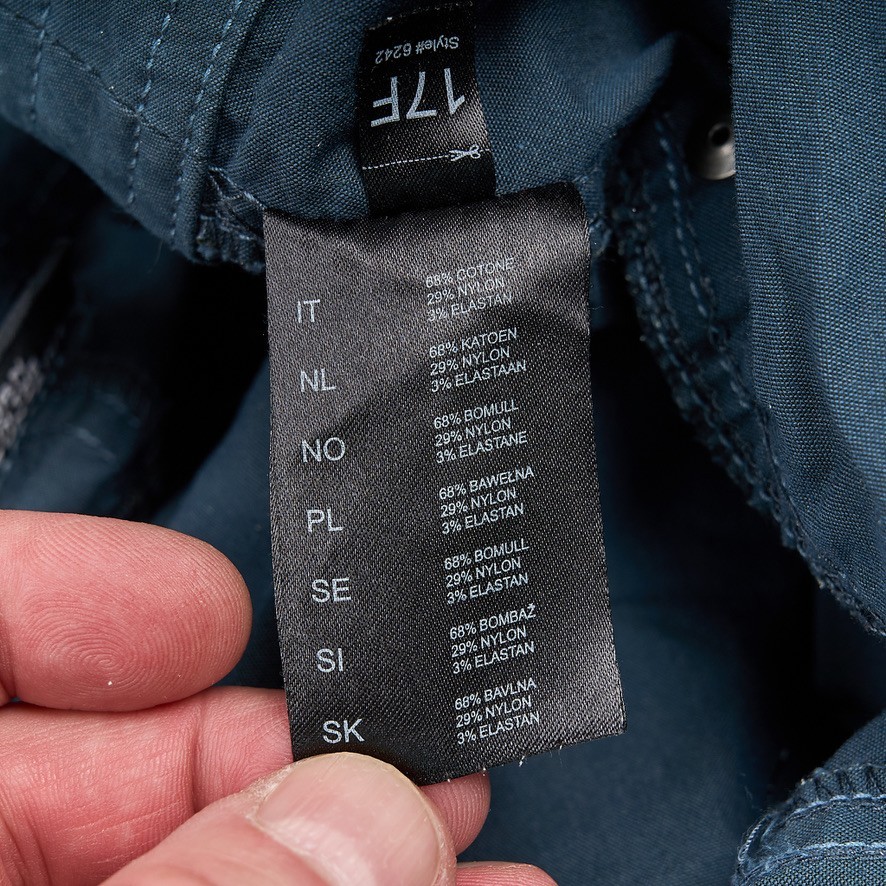 Style# 6242
17F
IT
68% COTONE
29% NYLON
3% ELASTAN
NL
68% KATOEN
29% NYLON
3% ELASTAAN
NO
68% BOMULL
29% NYLON
3% ELASTANE
PL
68% BAWEŁNA
29% NYLON
3% ELASTAN
SE
68% BOMULL
29% NYLON
3% ELASTAN
SI
68% BOMBAŽ
29% NYLON
3% ELASTAN
SK
68% BAVLNA
29% NYLON
3% ELASTAN